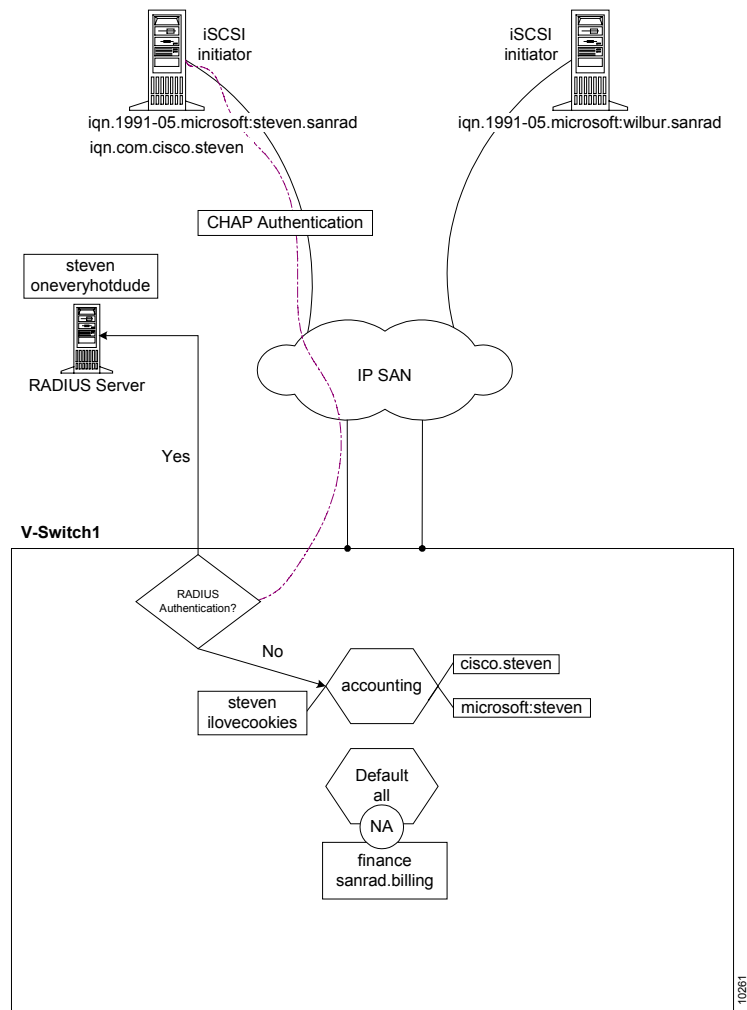 iSCSI
initiator
iSCSI
initiator
iqn.1991-05.microsoft:steven.sanrad
iqn.com.cisco.steven
iqn.1991-05.microsoft:wilbur.sanrad
CHAP Authentication
steven
oneveryhotdude
RADIUS Server
IP SAN
Yes
V-Switch1
RADIUS
Authentication?
No
accounting
cisco.steven
microsoft:steven
steven
ilovecookies
Default
all
NA
finance
sanrad.billing
10261